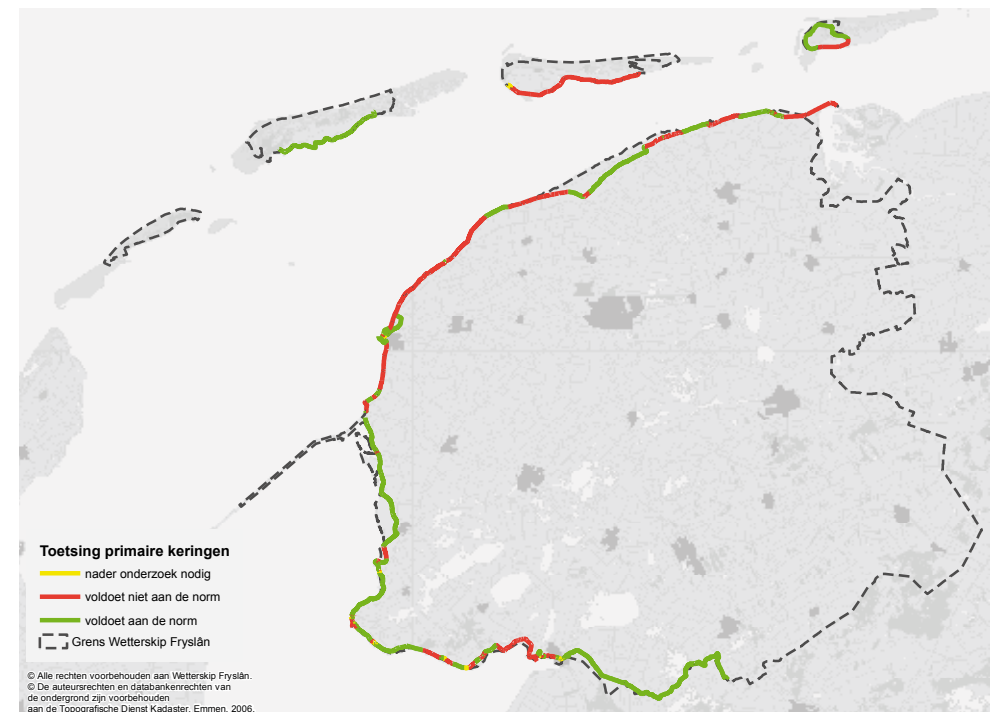 Toetsing primaire keringen
nader onderzoek nodig
voldoet niet aan de norm
voldoet aan de norm
Grens Wetterskip Fryslân
© Alle rechten voorbehouden aan Wetterskip Fryslân.
© De auteursrechten en databankenrechten van
de ondergrond zijn voorbehouden
aan de Topografische Dienst Kadaster, Emmen, 2006.